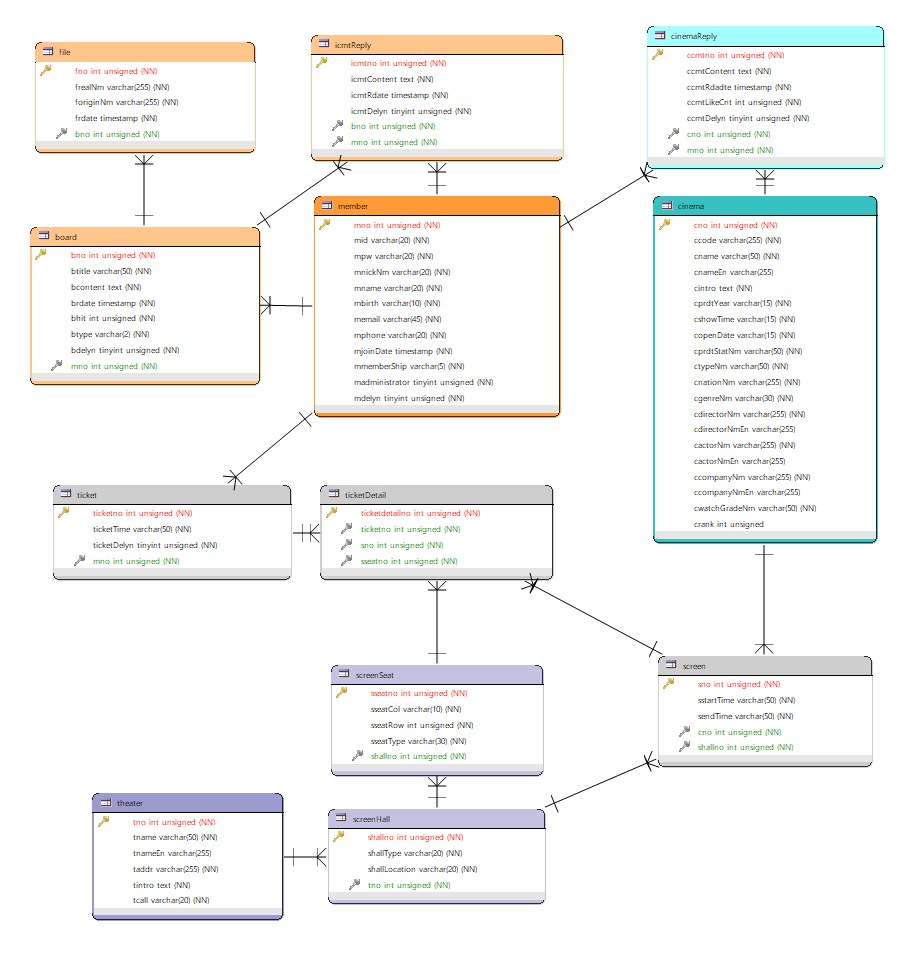 file
fno int unsigned (NN)
frealNm varchar(255) (NN)
foriginNm varchar(255) (NN)
frdate timestamp (NN)
bno int unsigned (NN)
icmtReply
icmtno int unsigned (NN)
icmtContent text (NN)
icmtRdate timestamp (NN)
icmtDelyn tinyint unsigned (NN)
bno int unsigned (NN)
mno int unsigned (NN)
cinemaReply
ccmtno int unsigned (NN)
ccmtContent text (NN)
ccmtRdadte timestamp (NN)
ccmtLikeCnt int unsigned (NN)
ccmtDelyn tinyint unsigned (NN)
cno int unsigned (NN)
mno int unsigned (NN)
board
bno int unsigned (NN)
btitle varchar(50) (NN)
bcontent text (NN)
brdate timestamp (NN)
bhit int unsigned (NN)
btype varchar(2) (NN)
bdelyn tinyint unsigned (NN)
mno int unsigned (NN)
member
mno int unsigned (NN)
mid varchar(20) (NN)
mpw varchar(20) (NN)
mnickNm varchar(20) (NN)
mname varchar(20) (NN)
mbirth varchar(10) (NN)
memail varchar(45) (NN)
mphone varchar(20) (NN)
mjoinDate timestamp (NN)
mmemberShip varchar(5) (NN)
madministrator tinyint unsigned (NN)
mdelyn tinyint unsigned (NN)
cinema
cno int unsigned (NN)
ccode varchar(255) (NN)
cname varchar(50) (NN)
cnameEn varchar(255)
cintro text (NN)
cprdtYear varchar(15) (NN)
cshowTime varchar(15) (NN)
copenDate varchar(15) (NN)
cprdtStatNm varchar(50) (NN)
ctypeNm varchar(50) (NN)
cnationNm varchar(255) (NN)
cgenreNm varchar(30) (NN)
cdirectorNm varchar(255) (NN)
cdirectorNmEn varchar(255)
cactorNm varchar(255) (NN)
cactorNmEn varchar(255)
ccompanyNm varchar(255) (NN)
ccompanyNmEn varchar(255)
cwatchGradeNm varchar(50) (NN)
crank int unsigned
ticket
ticketno int unsigned (NN)
ticketTime varchar(50) (NN)
ticketDelyn tinyint unsigned (NN)
mno int unsigned (NN)
ticketDetail
ticketdetailno int unsigned (NN)
ticketno int unsigned (NN)
sno int unsigned (NN)
sseatno int unsigned (NN)
screenSeat
sseatno int unsigned (NN)
sseatCol varchar(10) (NN)
sseatRow int unsigned (NN)
sseatType varchar(30) (NN)
shallno int unsigned (NN)
screen
sno int unsigned (NN)
sstartTime varchar(50) (NN)
sendTime varchar(50) (NN)
cno int unsigned (NN)
shallno int unsigned (NN)
theater
tno int unsigned (NN)
tname varchar(50) (NN)
tnameEn varchar(255)
taddr varchar(255) (NN)
tintro text (NN)
tcall varchar(20) (NN)
screenHall
shallno int unsigned (NN)
shallType varchar(20) (NN)
shallLocation varchar(20) (NN)
tno int unsigned (NN)